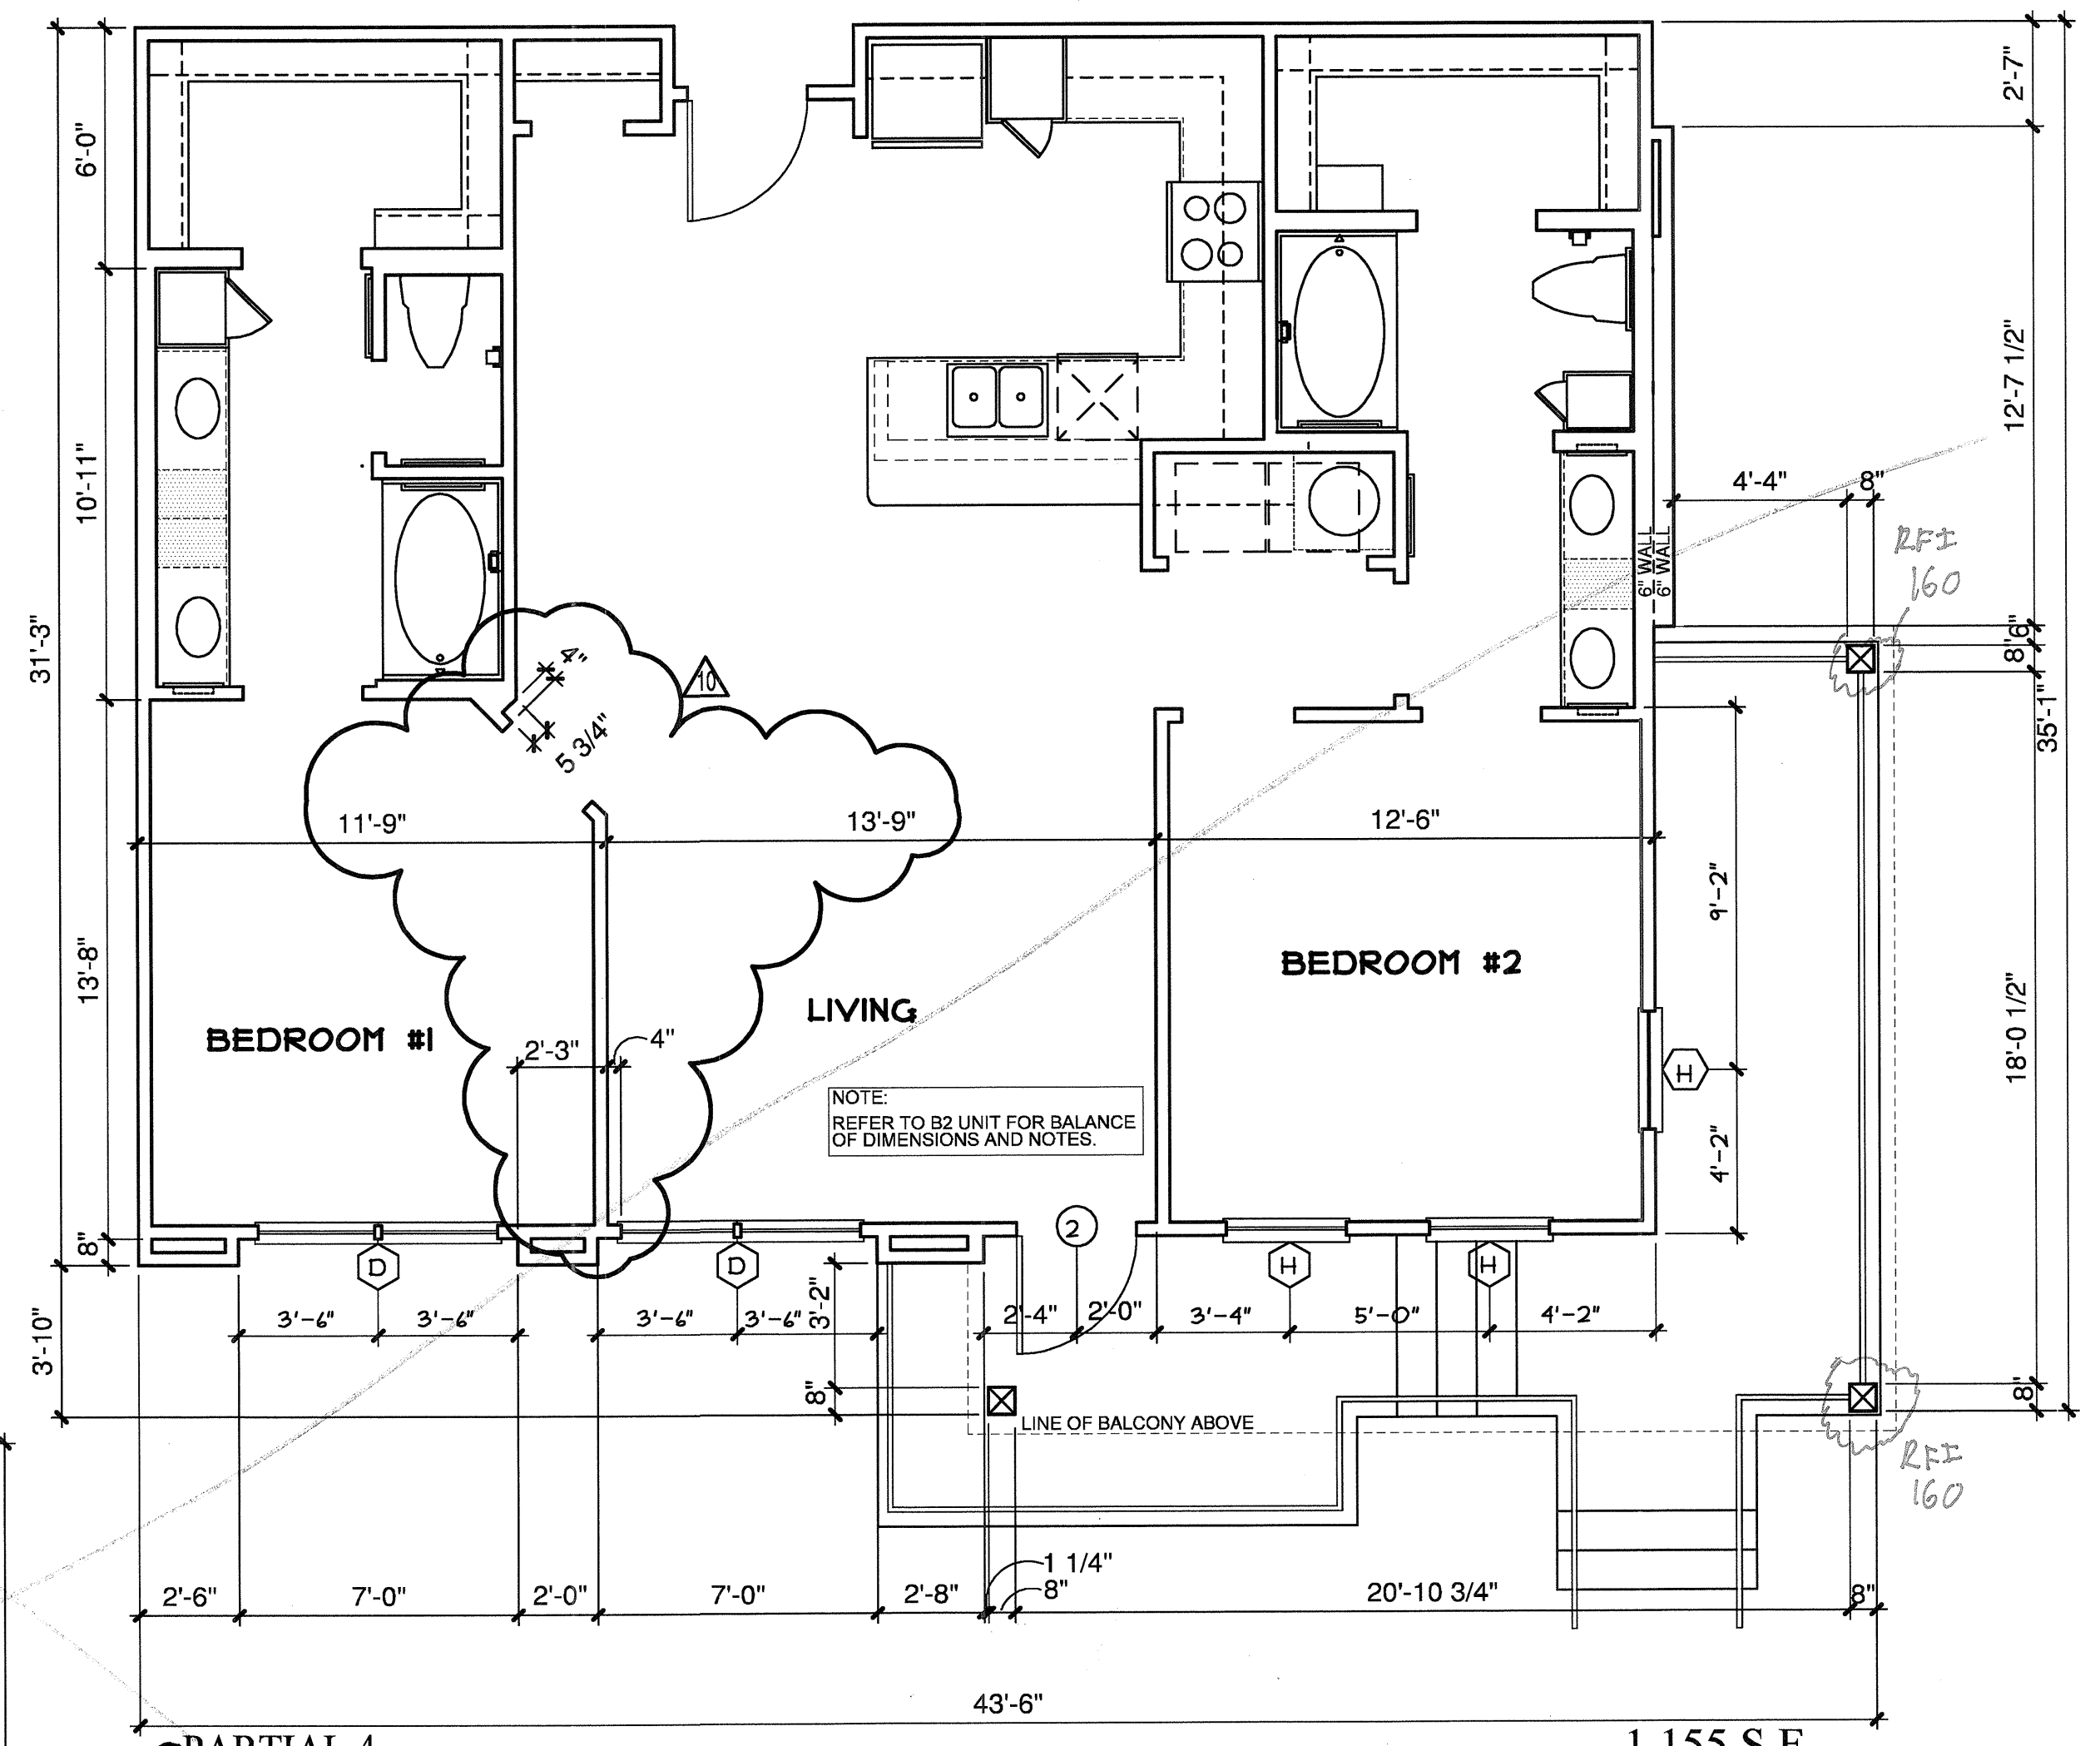 2'-7"
6'-0"
12'-7 1/2"
4'-4"
8"
10'-11"
RFI
160
6" WALL
6" WALL
31'-3"
4"
10
5 3/4"
6"
8"
35'-1"
11'-9"
13'-9"
12'-6"
9'-2"
13'-8"
BEDROOM #2
LIVING
BEDROOM #1
2'-3"
4"
H
18'-0 1/2"
NOTE:
REFER TO B2 UNIT FOR BALANCE
OF DIMENSIONS AND NOTES.
4'-2"
8"
2
D
D
H
H
3'-10"
3'-6"
3'-6"
3'-6"
3'-6"
3'-2"
2'-4"
2'-0"
3'-4"
5'-0"
4'-2"
8"
8"
LINE OF BALCONY ABOVE
RFI
160
1 1/4"
8"
2'-6"
7'-0"
2'-0"
7'-0"
2'-8"
20'-10 3/4"
8"
43'-6"
PARTIAL 4
1,155 S.F.